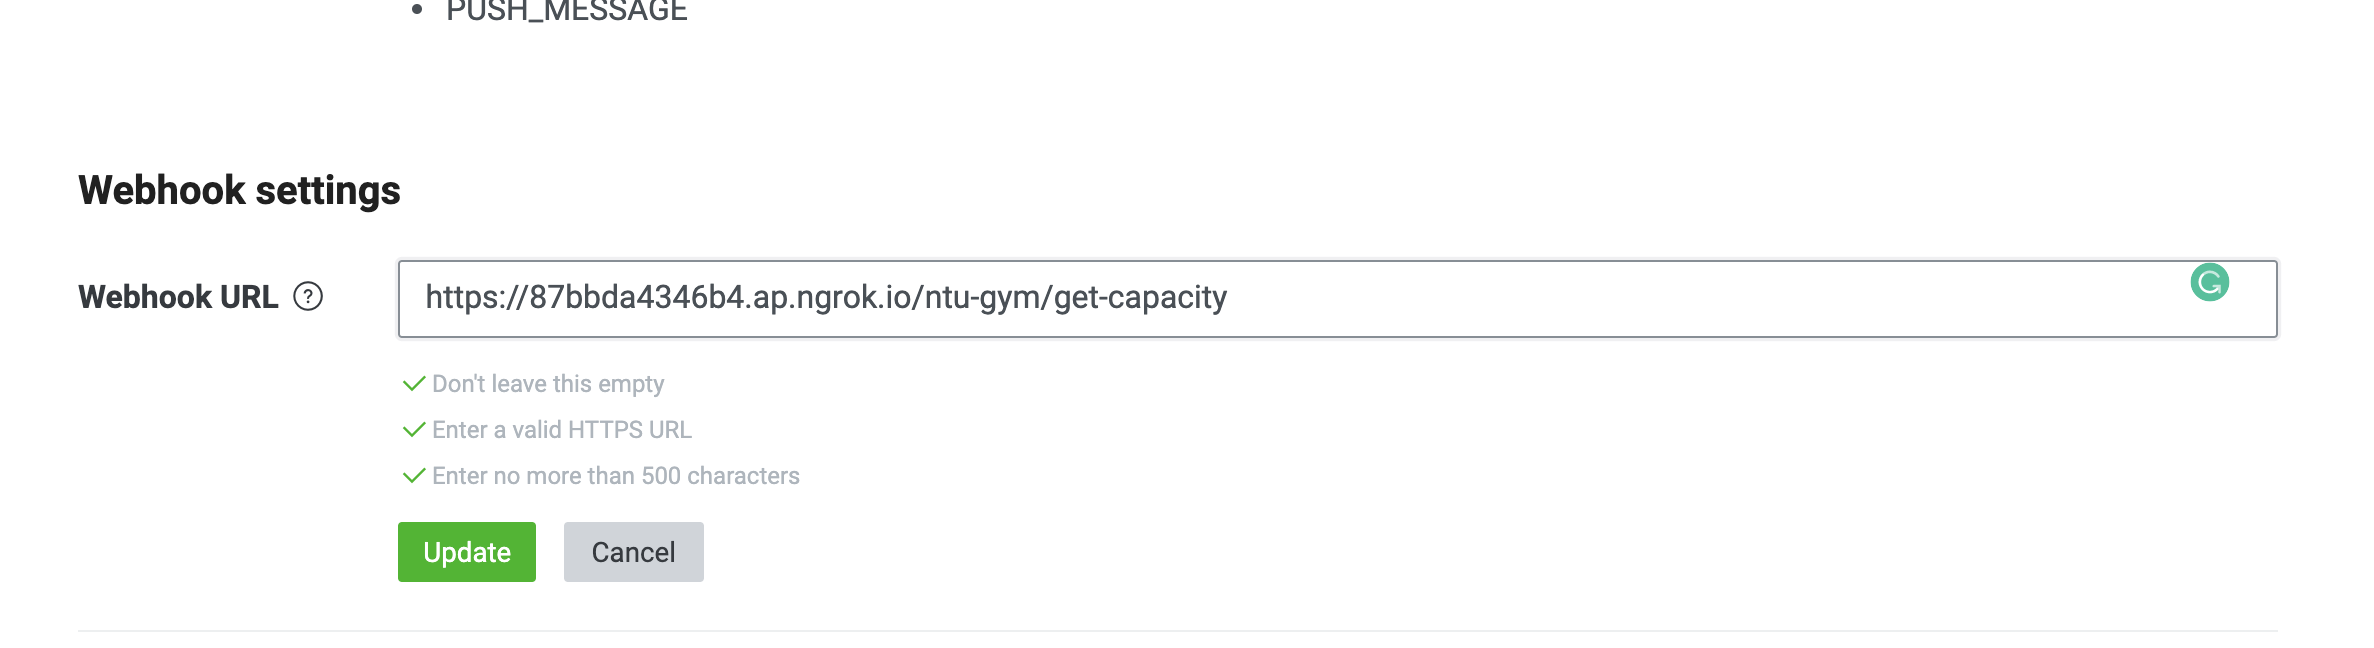 PUSH_MESSAGE
Webhook settings
Webhook URL ?
https://87bbda4346b4.ap.ngrok.io/ntu-gym/get-capacity
Don't leave this empty
Enter a valid HTTPS URL
Enter no more than 500 characters
Update Cancel